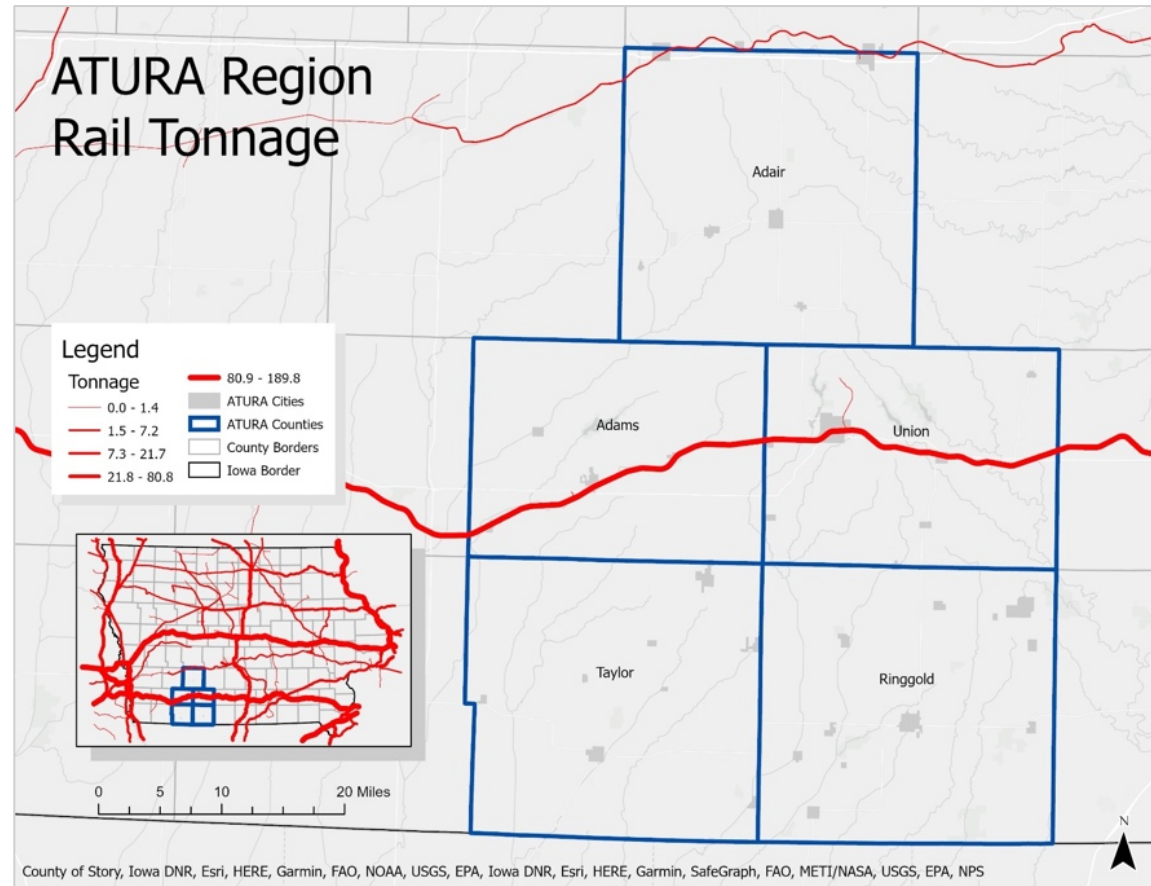 ATURA Region
Rail Tonnage
Adair
Legend
Tonnage
0.0 - 1.4
1.5 - 7.2
7.3 - 21.7
21.8 - 80.8
80.9 - 189.8
ATURA Cities
ATURA Counties
County Borders
Iowa Border
Adams
Union
Taylor
Ringgold
0 5 10 20 Miles
N
County of Story, Iowa DNR, Esri, HERE, Garmin, FAO, NOAA, USGS, EPA, Iowa DNR, Esri, HERE, Garmin, SafeGraph, FAO, METI/NASA, USGS, EPA, NPS